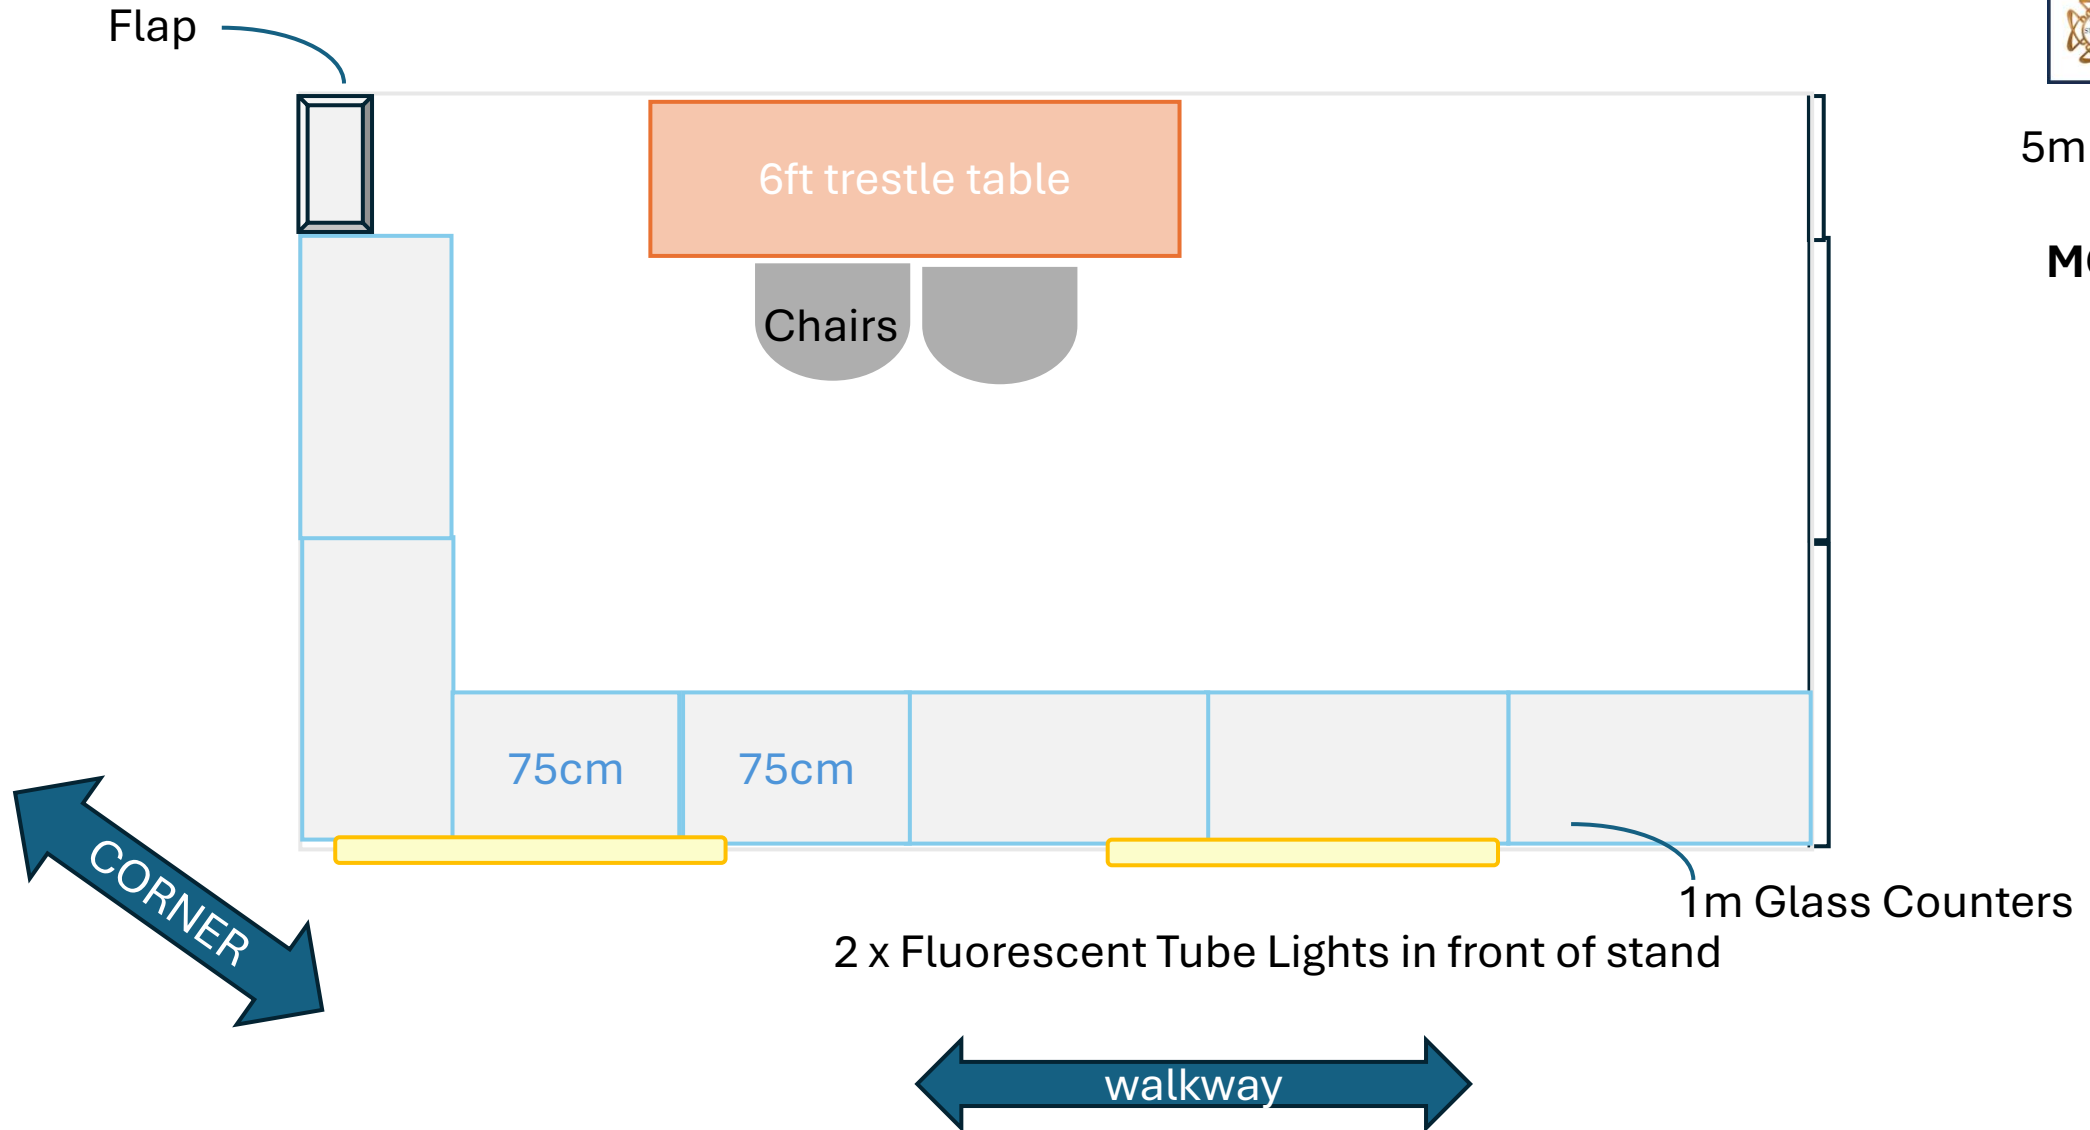 Flap
5m
6ft trestle table
Chairs
75cm
75cm
CORNER
1m Glass Counters
2 x Fluorescent Tube Lights in front of stand
walkway